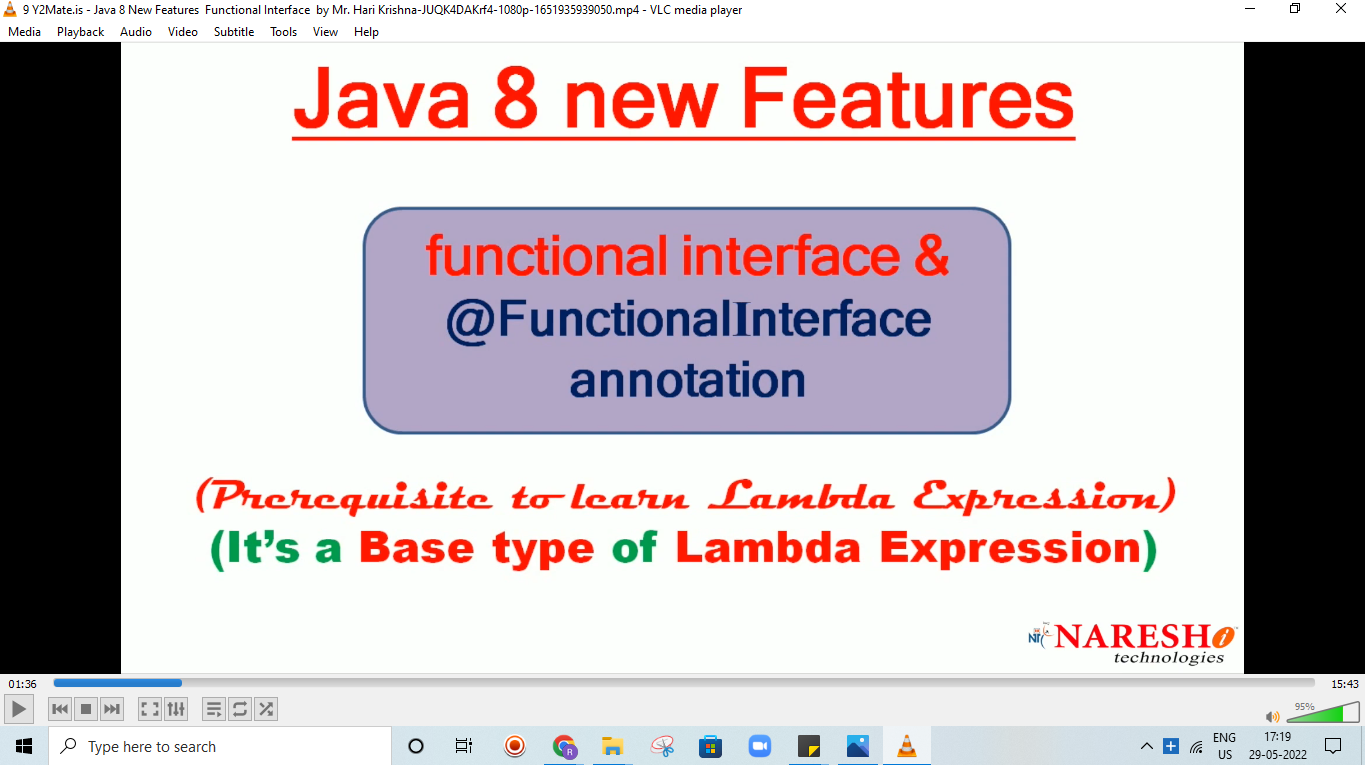 9 Y2Mate.is - Java 8 New Features  Functional Interface  by Mr. Hari Krishna-JUQK4DAKrf4-1080p-1651935939050.mp4 - VLC media player
Media Playback Audio Video Subtitle Tools View Help
Java 8 new Features
functional interface &
@FunctionalInterface
annotation
(Prerequisite to learn Lambda Expression)
(It's a Base type of Lambda Expression)
NT NARESH i
technologies
01:36 15:43
95%
Type here to search
R
ENG 17:19
US 29-05-2022